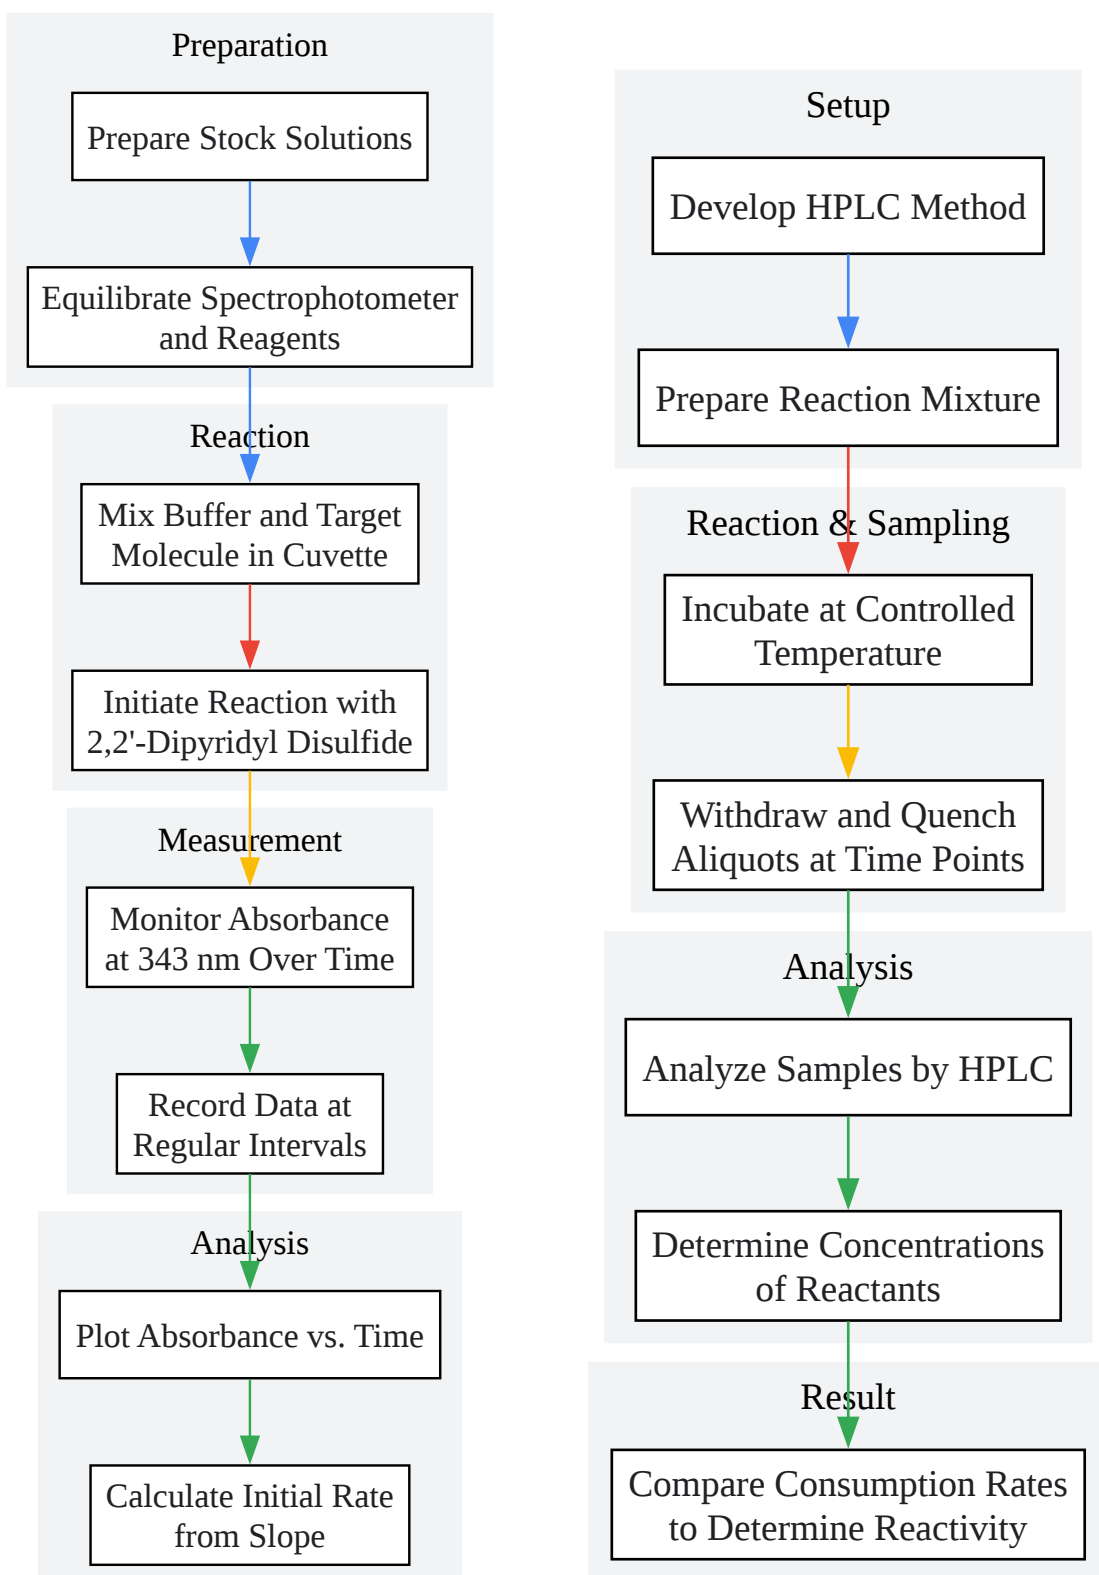 Preparation
Prepare Stock Solutions
Equilibrate Spectrophotometer
and Reagents
Reaction
Mix Buffer and Target
Molecule in Cuvette
Initiate Reaction with
2,2'-Dipyridyl Disulfide
Measurement
Monitor Absorbance
at 343 nm Over Time
Record Data at
Regular Intervals
Analysis
Plot Absorbance vs. Time
Calculate Initial Rate
from Slope
Setup
Develop HPLC Method
Prepare Reaction Mixture
Reaction & Sampling
Incubate at Controlled
Temperature
Withdraw and Quench
Aliquots at Time Points
Analysis
Analyze Samples by HPLC
Determine Concentrations
of Reactants
Result
Compare Consumption Rates
to Determine Reactivity